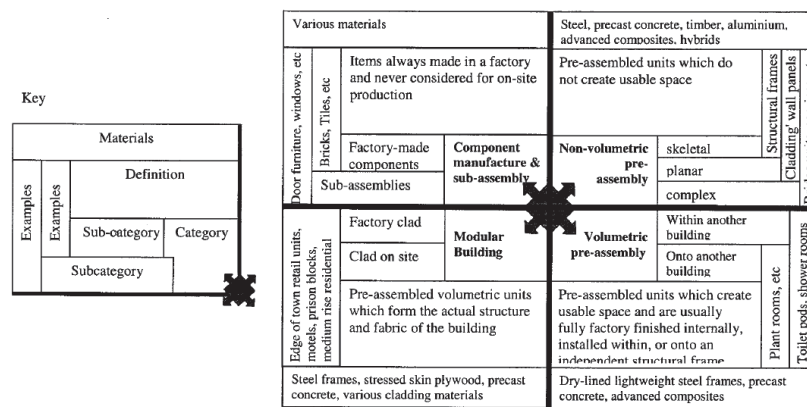 Key
Materials
Definition
Examples
Examples
Sub-category
Category
Subcategory
Various materials
Door furniture, windows, etc
Bricks, Tiles, etc
Items always made in a factory
and never considered for on-site
production
Factory-made
components
Sub-assemblies
Component
manufacture &
sub-assembly
Steel, precast concrete, timber, aluminium,
advanced composites, hybrids
Pre-assembled units which do
not create usable space
Non-volumetric
pre-
assembly
skeletal
planar
complex
Structural frames
Cladding' wall panels
Edge of town retail units,
motels, prison blocks,
medium rise residential
Factory clad
Clad on site
Modular
Building
Pre-assembled volumetric units
which form the actual structure
and fabric of the building
Steel frames, stressed skin plywood, precast
concrete, various cladding materials
Volumetric
pre-assembly
Within another
building
Onto another
building
Pre-assembled units which create
usable space and are usually
fully factory finished internally,
installed within, or onto an
independent structural frame
Plant rooms, etc
Toilet pods, shower rooms
Dry-lined lightweight steel frames, precast
concrete, advanced composites